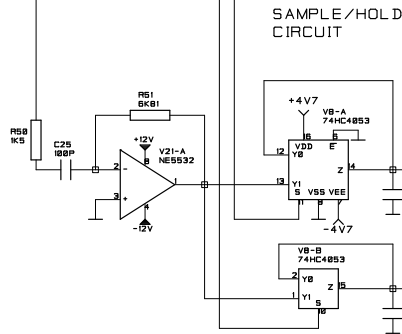 SAMPLE/HOLD
CIRCUIT
R51
6K81
+4V7
V8-A
74HC4053
+12V
16
6
VDD
E
R50
1K5
C25
100P
V21-A
NE5532
8
12
Y0
2
-
1
Z
14
13
Y1
3
+
S
VSS
VEE
4
11
8
7
-12V
-4V7
V8-B
74HC4053
2
Y0
Z
15
1
Y1
S
10